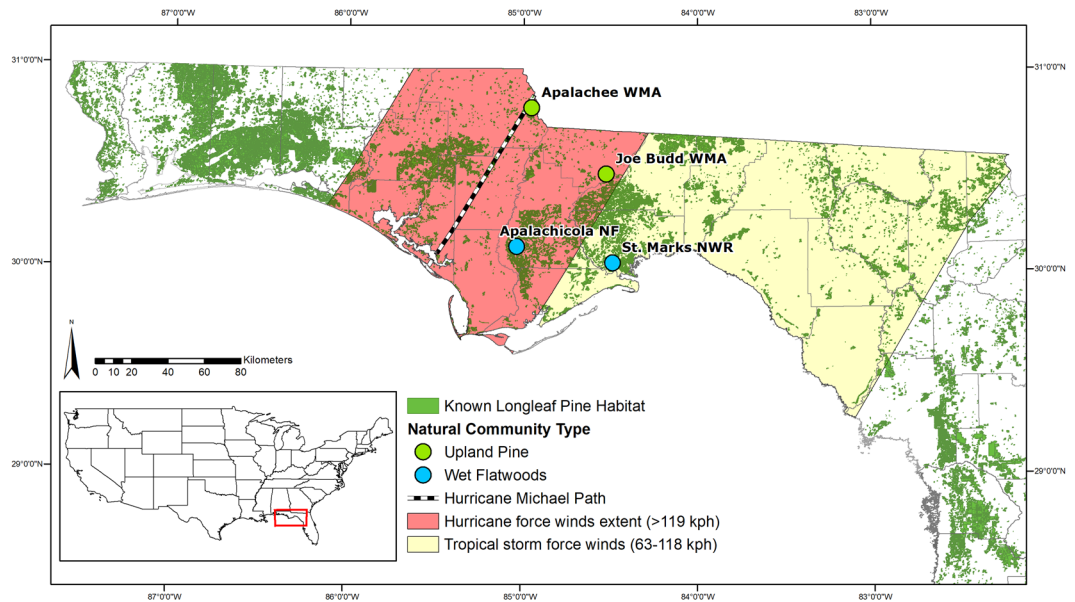 87°0'0"W 86°0'0"W 85°0'0"W 84°0'0"W 83°0'0"W
31°0'0"N 31°0'0"N
Apalachee WMA
Joe Budd WMA
Apalachicola NF
St. Marks NWR
30°0'0"N 30°0'0"N
N
Kilometers
0 10 20 40 60 80
Known Longleaf Pine Habitat
Natural Community Type
Upland Pine
Wet Flatwoods
Hurricane Michael Path
Hurricane force winds extent (>119 kph)
Tropical storm force winds (63-118 kph)
29°0'0"N 29°0'0"N
87°0'0"W 86°0'0"W 85°0'0"W 84°0'0"W 83°0'0"W